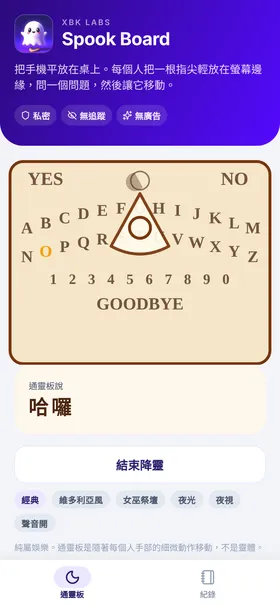 XBK LABS
Spook Board
把手機平放在桌上。每個人把一根指尖輕放在螢幕邊
緣，問一個問題，然後讓它移動。
私密 無追蹤 無廣告
YES NO
A B C D E F H I J K L M
N O P Q R V W X Y Z
1 2 3 4 5 6 7 8 9 0
GOODBYE
通靈板說
哈囉
結束降靈
經典 維多利亞風 女巫祭壇 夜光 夜視
聲音開
純屬娛樂。通靈板是隨著每個人手部的細微動作移動，不是靈體。
通靈板 紀錄